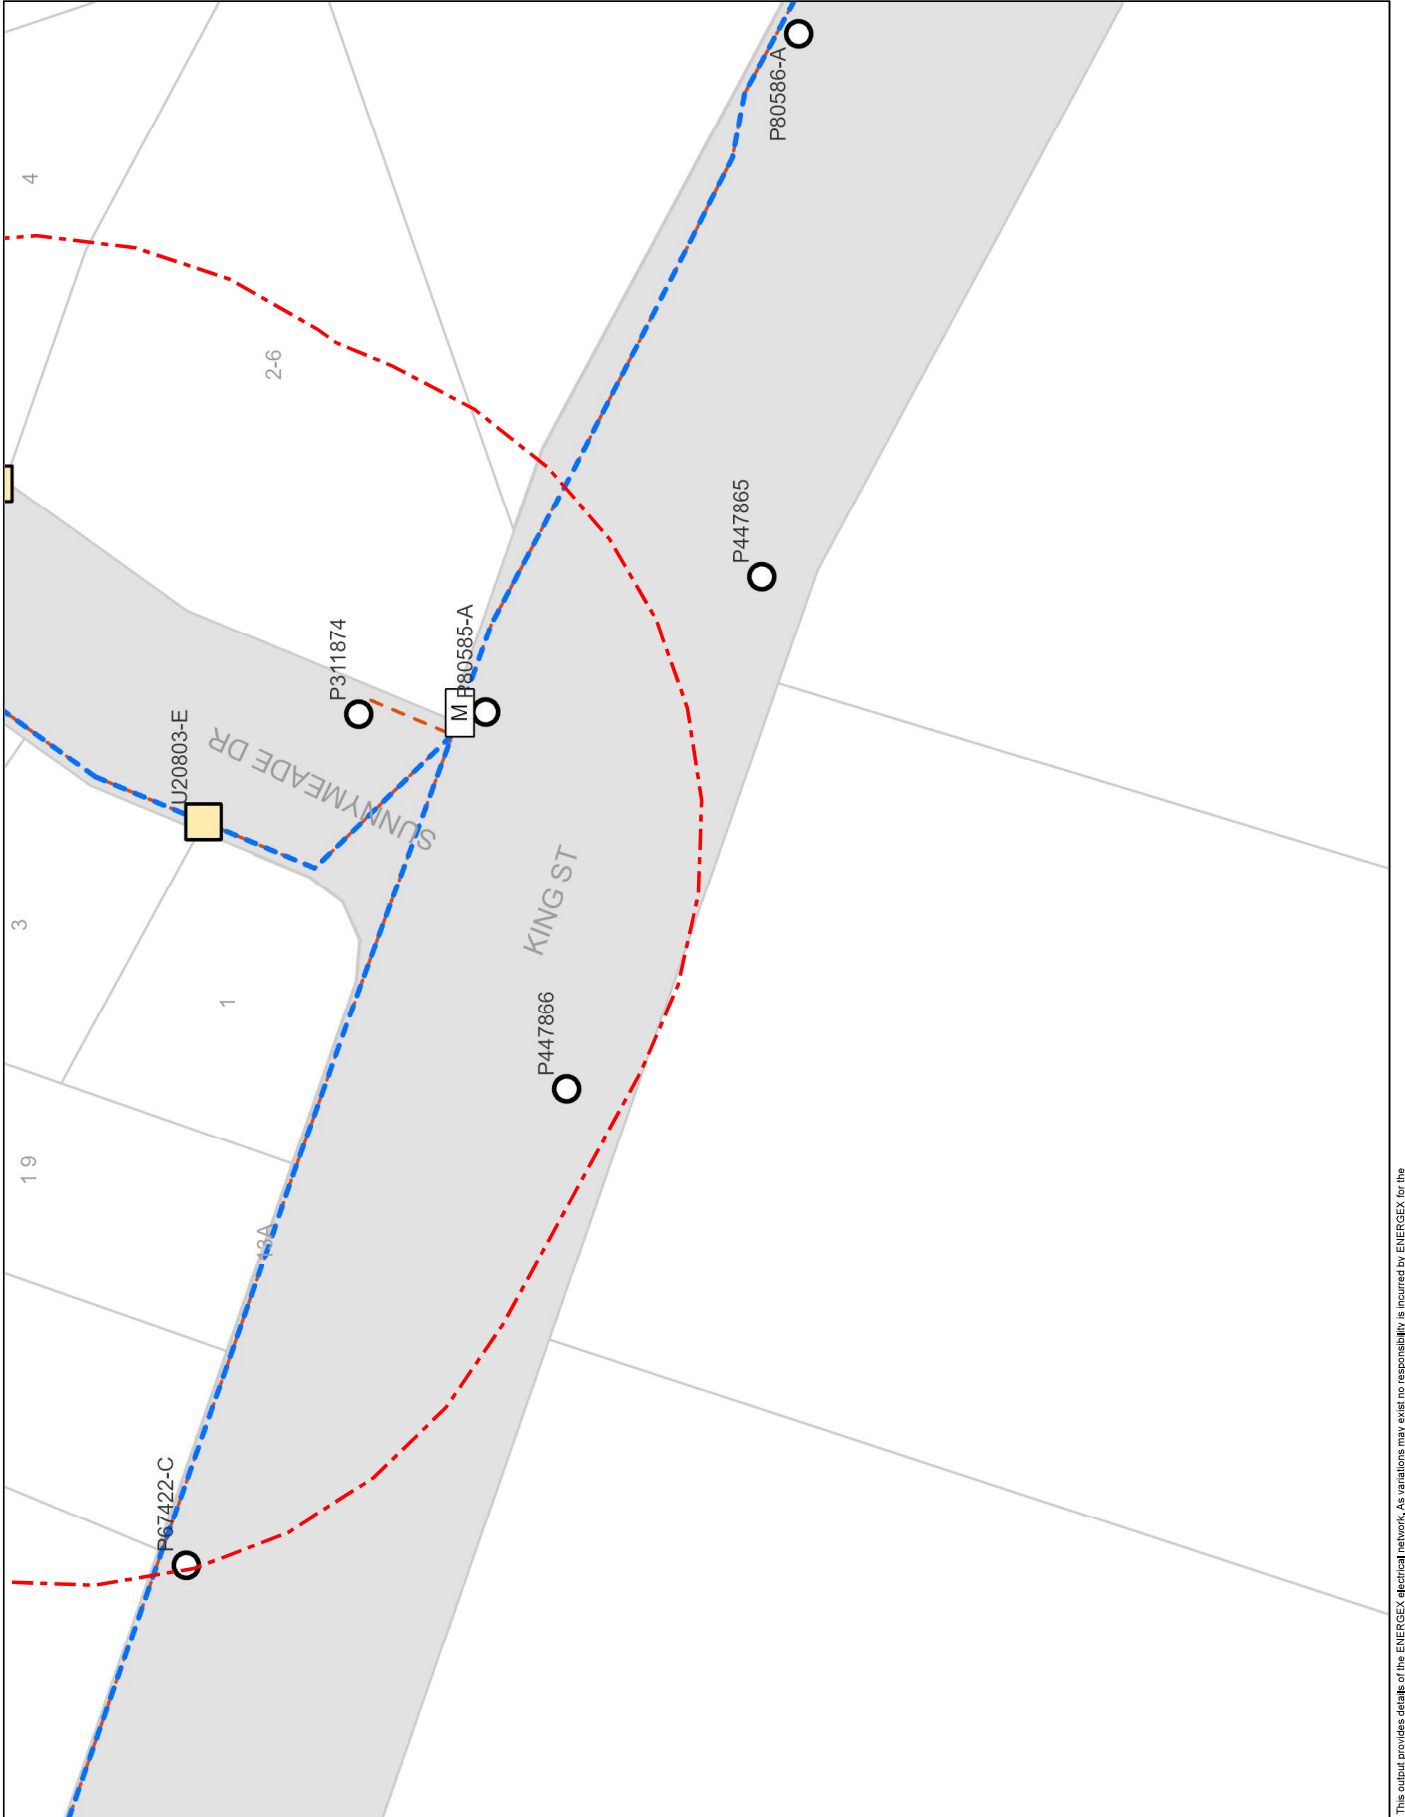 4
2-6
P80586-A
P447865
P311874
P80585-A
M
U20803-E
SUNNYMEADE DR
KING ST
3
1
P447866
19
13A
P67422-C
This output provides details of the ENERGEX electrical network. As variations may exist no responsibility is incurred by ENERGEX for the